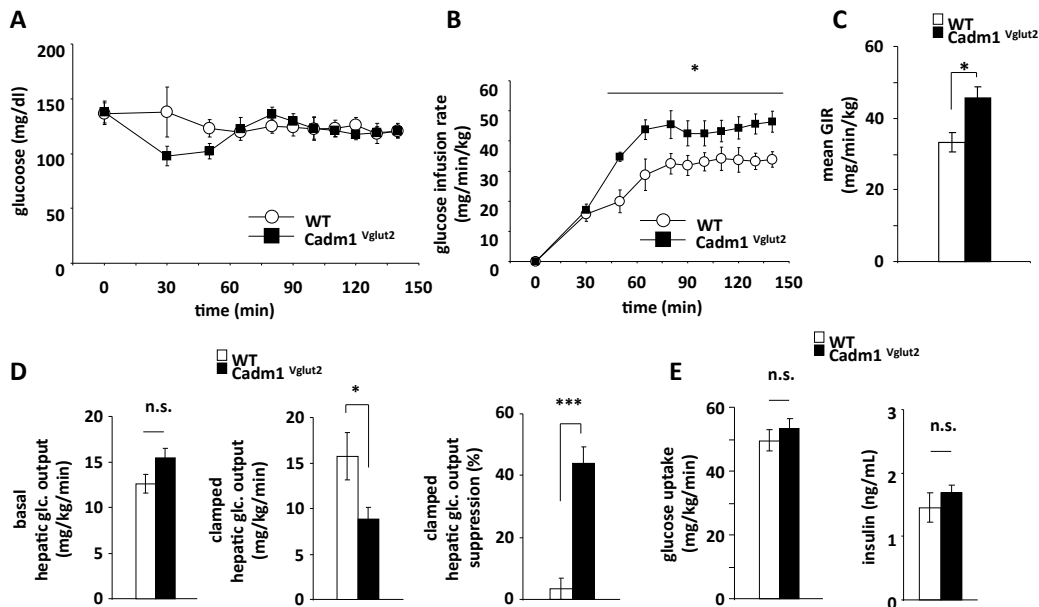 A
glucoose (mg/dl)
200
150
100
50
0
0
30
60
90
120
150
time (min)
WT
Cadm1 Vglut2
B
glucose infusion rate
(mg/min/kg)
60
50
40
30
20
10
0
0
30
60
90
120
150
time (min)
*
WT
Cadm1 Vglut2
C
WT
Cadm1 Vglut2
mean GIR
(mg/min/kg)
60
40
20
0
*
D
WT
Cadm1 Vglut2
basal
hepatic glc. output
(mg/kg/min)
20
15
10
5
0
n.s.
clamped
hepatic glc. output
(mg/kg/min)
20
15
10
5
0
*
clamped
hepatic glc. output
suppression (%)
60
40
20
0
***
E
WT
Cadm1 Vglut2
glucose uptake
(mg/kg/min)
60
40
20
0
n.s.
insulin (ng/mL)
3
2
1
0
n.s.